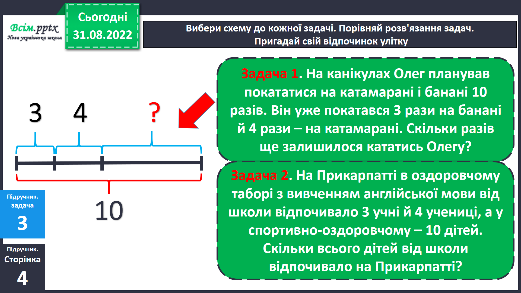 Всім.pptx
Нова українська школа
Сьогодні
31.08.2022
Вибери схему до кожної задачі. Порівняй розв'язання задач.
Пригадай свій відпочинок улітку
Задача 1. На канікулах Олег планував
покататися на катамарані і банані 10
разів. Він уже покатався 3 рази на банані
й 4 рази – на катамарані. Скільки разів
ще залишилося кататись Олегу?
3 4 ?
10
Задача 2. На Прикарпатті в оздоровчому
таборі з вивченням англійської мови від
школи відпочивало 3 учні й 4 учениці, а у
спортивно-оздоровчому – 10 дітей.
Скільки всього дітей від школи
відпочивало на Прикарпатті?
Підручник.
задача
3
Підручник.
Сторінка
4